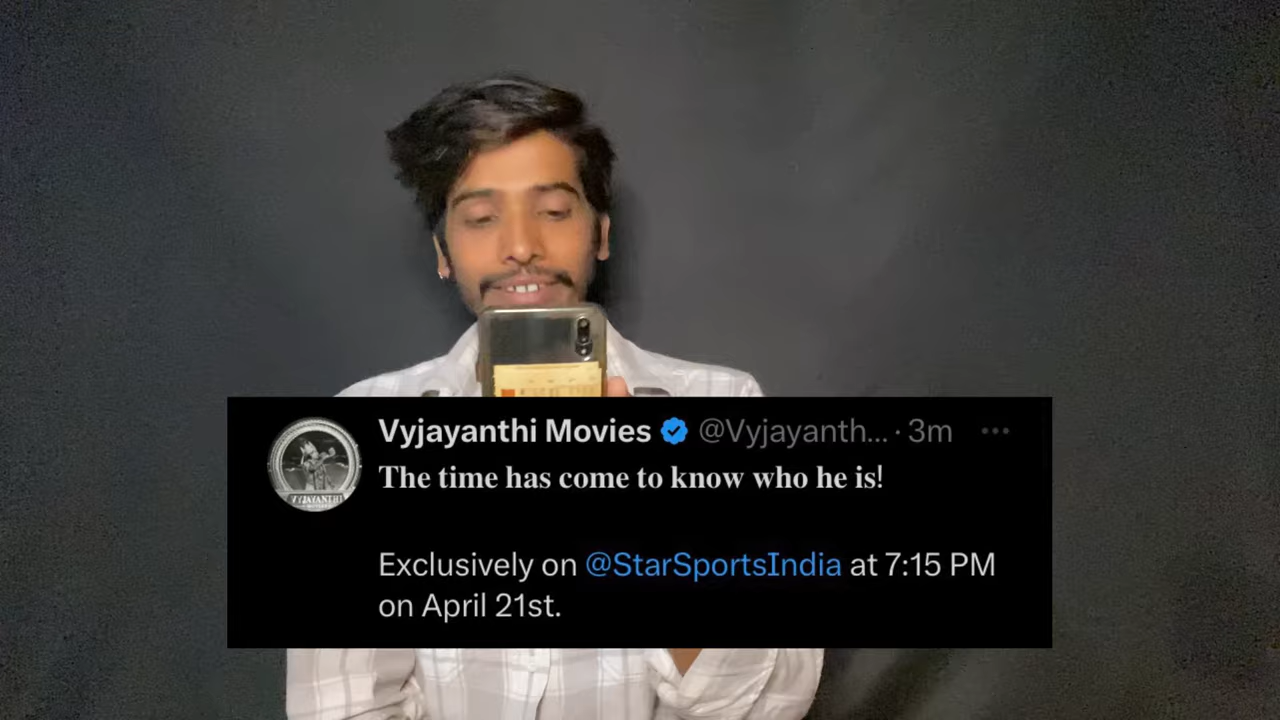 Vyjayanthi Movies @Vyjayanth... · 3m
The time has come to know who he is!
Exclusively on @StarSportsIndia at 7:15 PM
on April 21st.
VYJAYANTHI